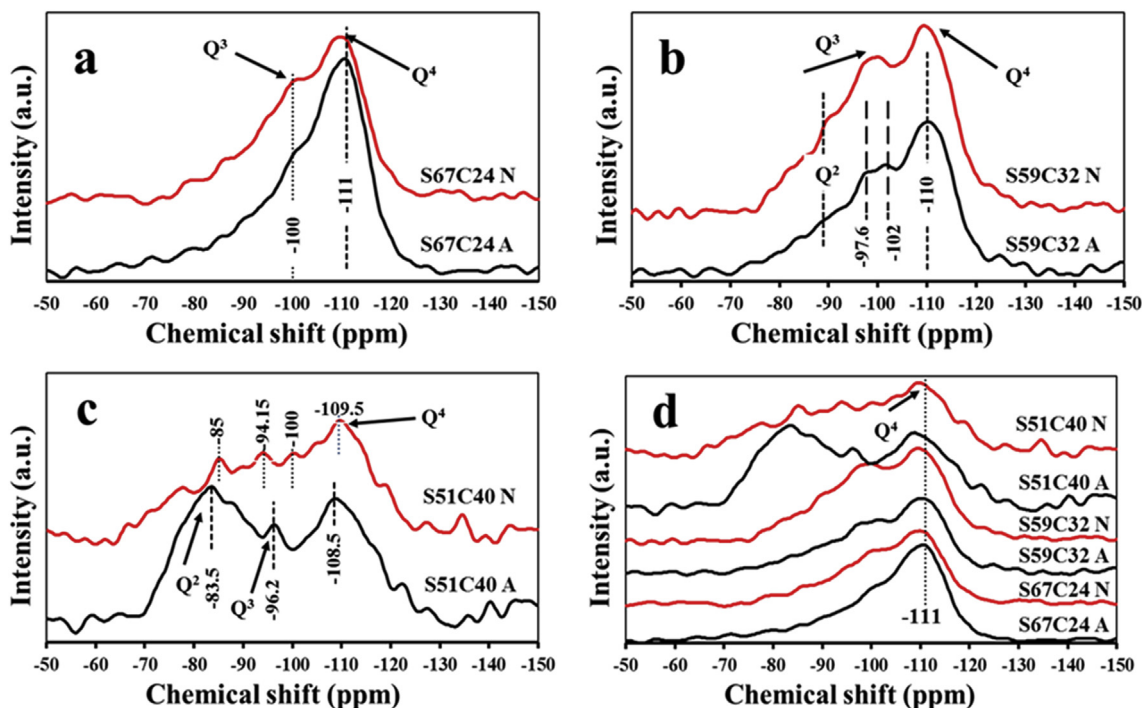 a
Q3
Q4
S67C24 N
S67C24 A
-100
-111
Intensity (a.u.)
-50 -60 -70 -80 -90 -100 -110 -120 -130 -140 -150
Chemical shift (ppm)
b
Q3
Q4
Q2
S59C32 N
S59C32 A
-97.6
-102
-110
Intensity (a.u.)
-50 -60 -70 -80 -90 -100 -110 -120 -130 -140 -150
Chemical shift (ppm)
c
-85
94.15
-100
-109.5
Q4
S51C40 N
S51C40 A
Q2
-83.5
Q3
-96.2
-108.5
Intensity (a.u.)
-50 -60 -70 -80 -90 -100 -110 -120 -130 -140 -150
Chemical shift (ppm)
d
Q4
S51C40 N
S51C40 A
S59C32 N
S59C32 A
S67C24 N
S67C24 A
-111
Intensity (a.u.)
-50 -60 -70 -80 -90 -100 -110 -120 -130 -140 -150
Chemical shift (ppm)